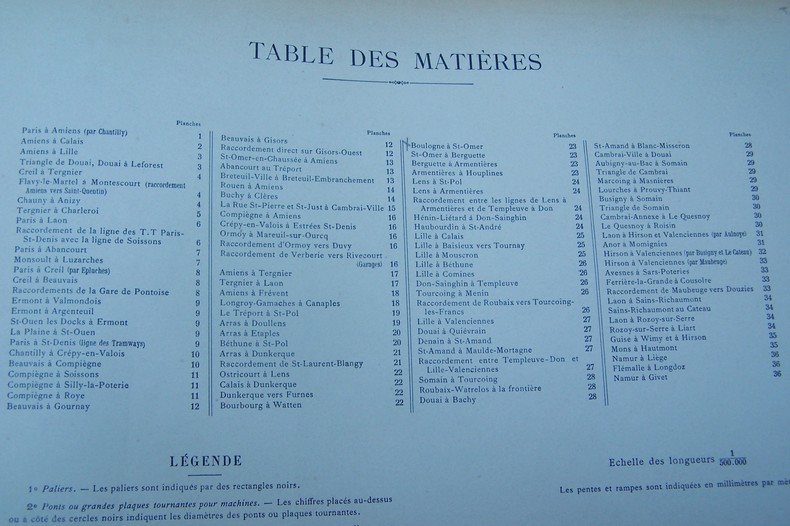 TABLE DES MATIÈRES
Planches
Paris à Amiens (par Chantilly) 1
Amiens à Calais 2
Amiens à Lille 3
Triangle de Douai, Douai à Leforest 3
Creil à Tergnier 4
Flavy-le-Martel à Montescourt (raccordement
Amiens vers Saint-Quentin) 4
Chauny à Anizy 4
Tergnier à Charleroi 5
Paris à Laon 6
Raccordement de la ligne des T.T Paris-
St-Denis avec la ligne de Soissons 6
Paris à Abancourt 7
Monsoult à Luzarches 7
Paris à Creil (par Epluches) 8
Creil à Beauvais 8
Raccordements de la Gare de Pontoise 8
Ermont à Valmondois 9
Ermont à Argenteuil 9
St-Ouen les Docks à Ermont 9
La Plaine à St-Ouen 9
Paris à St-Denis (ligne des Tramways) 9
Chantilly à Crépy-en-Valois 10
Beauvais à Compiègne 10
Compiègne à Soissons 11
Compiègne à Silly-la-Poterie 11
Compiègne à Roye 11
Beauvais à Gournay 12
Planches
Beauvais à Gisors 12
Raccordement direct sur Gisors-Ouest 12
St-Omer-en-Chaussée à Amiens 13
Abancourt au Tréport 13
Breteuil-Ville à Breteuil-Embranchement 13
Rouen à Amiens 14
Buchy à Clères 14
La Rue St-Pierre et St-Just à Cambrai-Ville 15
Compiègne à Amiens 16
Crépy-en-Valois à Estrées St-Denis 16
Ormoy à Mareuil-sur-Ourcq 16
Raccordement d'Ormoy vers Duvy 16
Raccordement de Verberie vers Rivecourt
(Garages) 16
Amiens à Tergnier 17
Tergnier à Laon 17
Amiens à Frévent 18
Longroy-Gamaches à Canaples 18
Le Tréport à St-Pol 19
Arras à Doullens 19
Arras à Etaples 20
Béthune à St-Pol 20
Arras à Dunkerque 21
Raccordement de St-Laurent-Blangy 21
Ostricourt à Lens 22
Calais à Dunkerque 22
Dunkerque vers Furnes 22
Bourbourg à Watten 22
Planches
Boulogne à St-Omer 23
St-Omer à Berguette 23
Berguette à Armentières 23
Armentières à Houplines 23
Lens à St-Pol 24
Lens à Armentières 24
Raccordement entre les lignes de Lens à
Armentières et de Templeuve à Don 24
Hénin-Liétard à Don-Sainghin 24
Haubourdin à St-André 24
Lille à Calais 25
Lille à Baisieux vers Tournay 25
Lille à Mouscron 25
Lille à Béthune 26
Lille à Comines 26
Don-Sainghin à Templeuve 26
Tourcoing à Menin 26
Raccordement de Roubaix vers Tourcoing-
les-Francs 26
Lille à Valenciennes 27
Douai à Quiévrain 27
Denain à St-Amand 27
St-Amand à Maulde-Mortagne 27
Raccordement entre Templeuve-Don et
Lille-Valenciennes 27
Somain à Tourcoing 28
Roubaix-Watrelos à la frontière 28
Douai à Bachy 28
Planches
St-Amand à Blanc-Misseron 28
Cambrai-Ville à Douai 29
Aubigny-au-Bac à Somain 29
Triangle de Cambrai 29
Marcoing à Masnières 29
Lourches à Prouvy-Thiant 29
Busigny à Somain 30
Triangle de Somain 30
Cambrai-Annexe à Le Quesnoy 30
Le Quesnoy à Roisin 30
Laon à Hirson et Valenciennes (par Aulnoye) 31
Anor à Momignies 31
Hirson à Valenciennes (par Busigny et Le Cateau) 32
Hirson à Valenciennes (par Maubeuge) 33
Avesnes à Sars-Poteries 33
Ferrière-la-Grande à Cousolre 33
Raccordement de Maubeuge vers Douzies 33
Laon à Sains-Richaumont 34
Sains-Richaumont au Cateau 34
Laon à Rozoy-sur-Serre 34
Rozoy-sur-Serre à Liart 34
Guise à Wimy et à Hirson 35
Mons à Hautmont 35
Namur à Liège 36
Flémalle à Longdoz 36
Namur à Givet 36
LÉGENDE
Echelle des longueurs 1/500.000
1º Paliers. — Les paliers sont indiqués par des rectangles noirs.
Les pentes et rampes sont indiquées en millimètres par
2º Ponts ou grandes plaques tournantes pour machines. — Les chiffres placés au-dessus
ou à côté des cercles noirs indiquent les diamètres des ponts ou plaques tournantes.